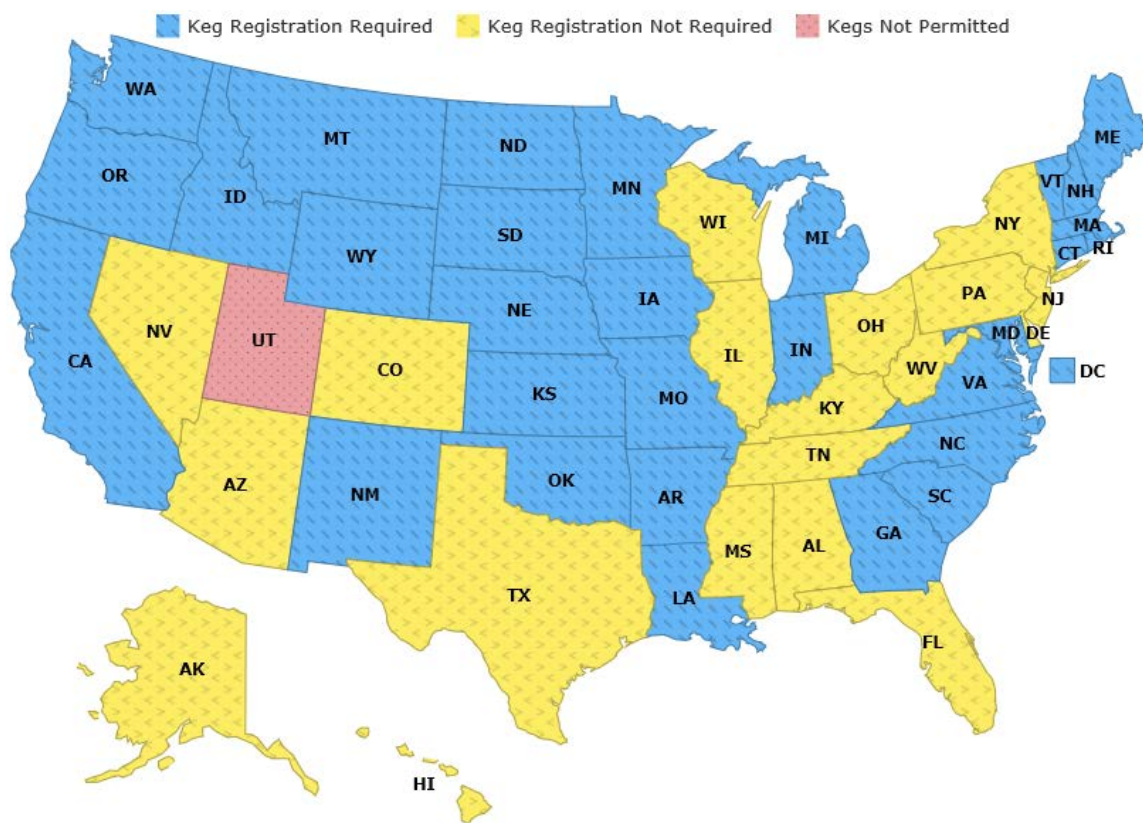 Keg Registration Required Keg Registration Not Required Kegs Not Permitted
WA
MT
ND
MN
ME
OR
ID
SD
WI
MI
VT
NH
NY
MA
CT
RI
WY
IA
NE
PA
NJ
NV
UT
CO
IL
IN
OH
MD
DE
WV
VA
DC
CA
KS
MO
KY
NC
TN
AZ
NM
OK
AR
SC
MS
AL
GA
TX
LA
FL
AK
HI